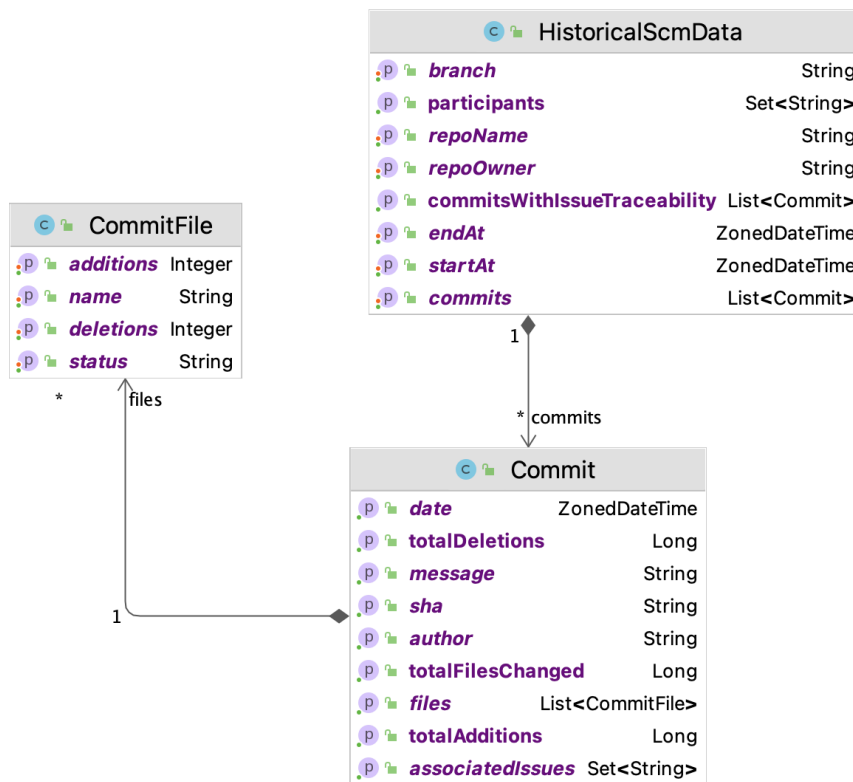 HistoricalScmData
branch String
participants Set<String>
repoName String
repoOwner String
commitsWithIssueTraceability List<Commit>
endAt ZonedDateTime
startAt ZonedDateTime
commits List<Commit>
CommitFile
additions Integer
name String
deletions Integer
status String
1
* files
* commits
Commit
date ZonedDateTime
totalDeletions Long
message String
sha String
author String
totalFilesChanged Long
files List<CommitFile>
totalAdditions Long
associatedIssues Set<String>
1